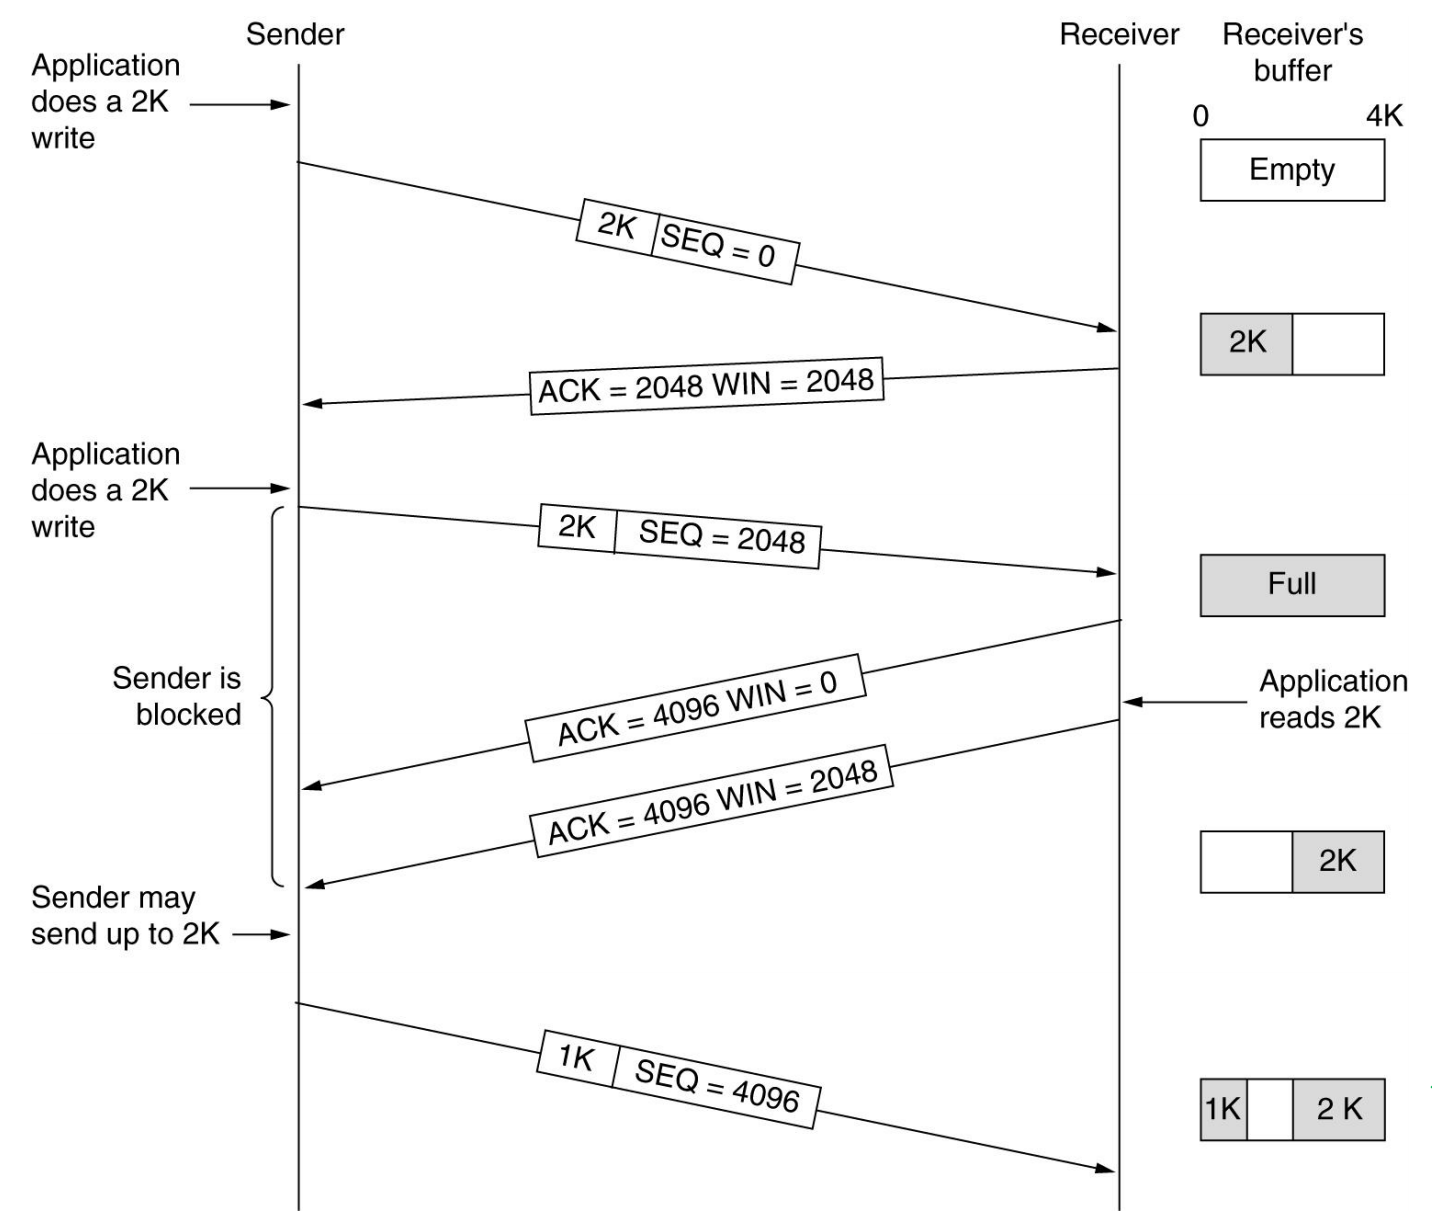 Sender
Receiver
Receiver's
buffer
Application
does a 2K
write
0
4K
Empty
2K
SEQ = 0
2K
ACK = 2048 WIN = 2048
Application
does a 2K
write
2K
SEQ = 2048
Full
Sender is
blocked
ACK = 4096 WIN = 0
Application
reads 2K
ACK = 4096 WIN = 2048
2K
Sender may
send up to 2K
1K
SEQ = 4096
1K
2 K